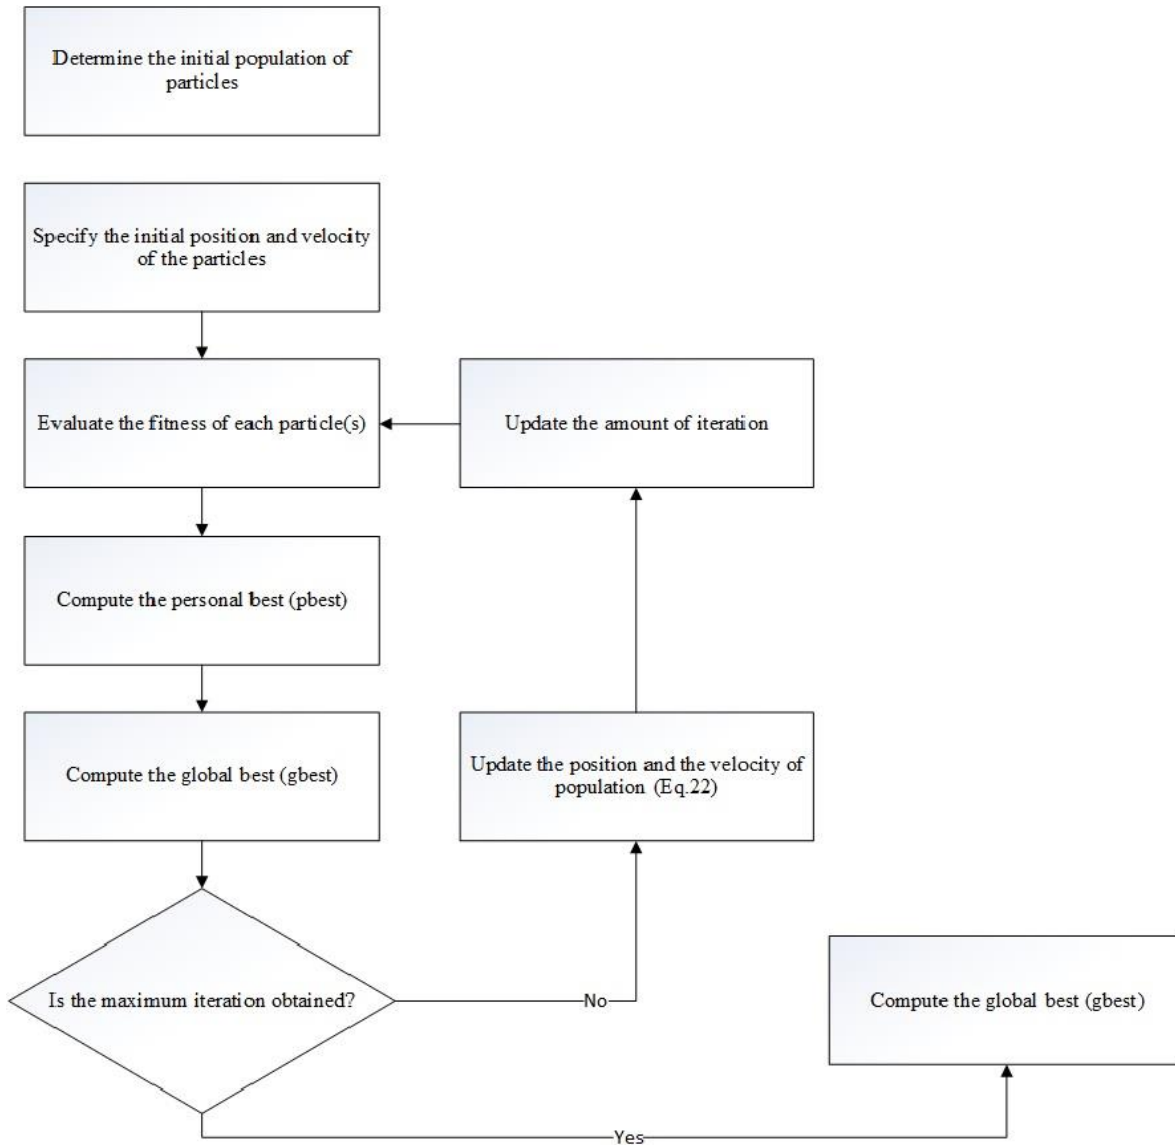 Determine the initial population of
particles
Specify the initial position and velocity
of the particles
Evaluate the fitness of each particle(s)
Update the amount of iteration
Compute the personal best (pbest)
Compute the global best (gbest)
Update the position and the velocity of
population (Eq.22)
Is the maximum iteration obtained?
No
Compute the global best (gbest)
Yes